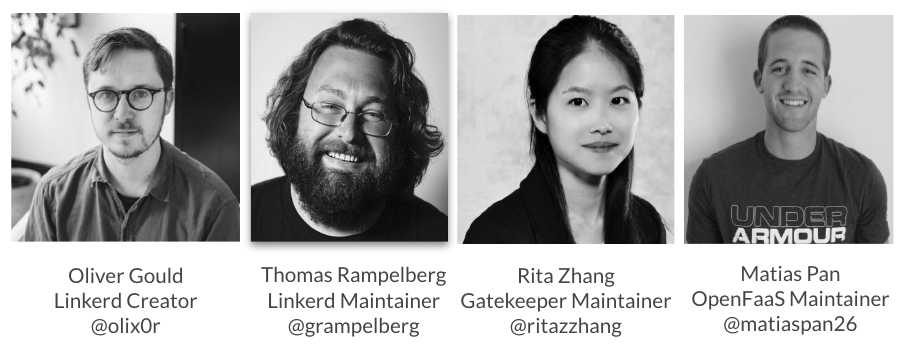 UNDER
ARMOUR
Oliver Gould
Linkerd Creator
@olix0r
Thomas Rampelberg
Linkerd Maintainer
@grampelberg
Rita Zhang
Gatekeeper Maintainer
@ritazzhang
Matias Pan
OpenFaaS Maintainer
@matiaspan26